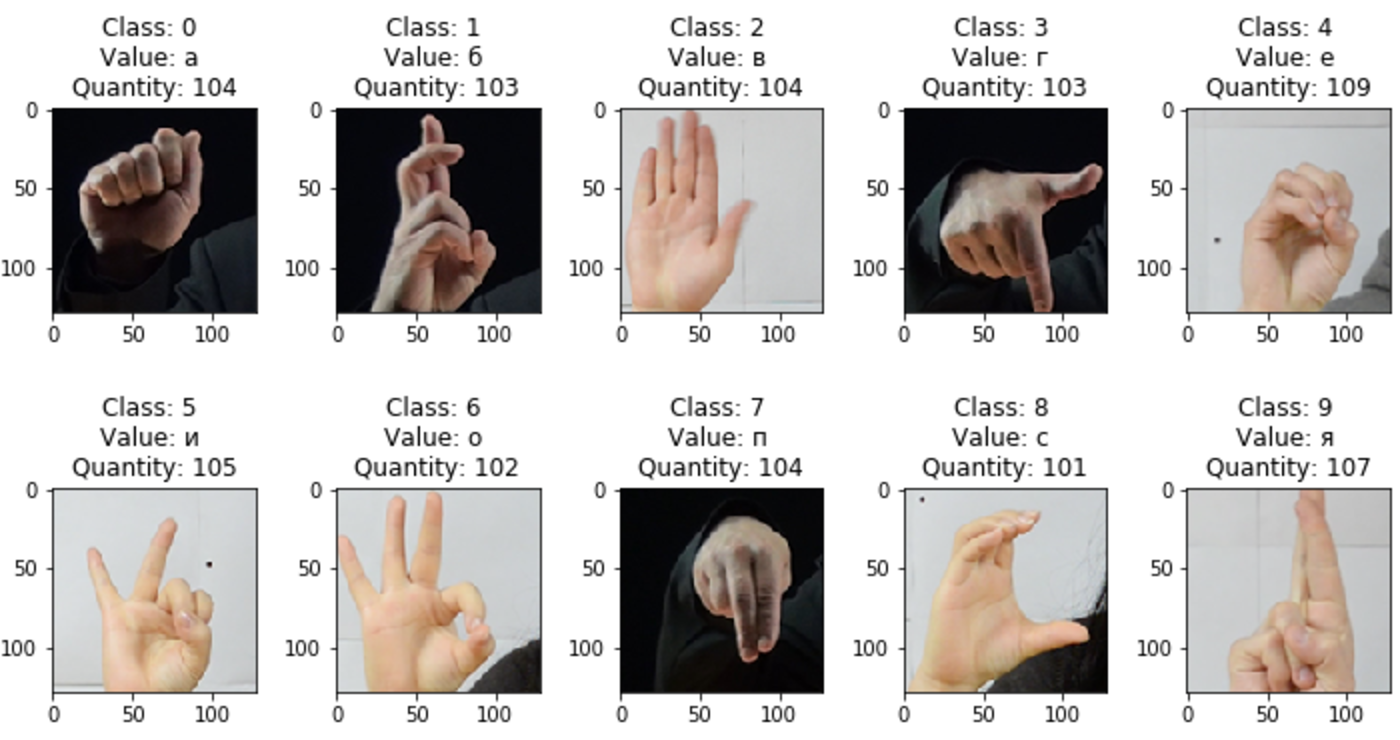 Class: 0
Value: а
Quantity: 104
Class: 1
Value: б
Quantity: 103
Class: 2
Value: в
Quantity: 104
Class: 3
Value: г
Quantity: 103
Class: 4
Value: е
Quantity: 109
0
50
100
0 50 100
0
50
100
0 50 100
0
50
100
0 50 100
0
50
100
0 50 100
0
50
100
0 50 100
Class: 5
Value: и
Quantity: 105
Class: 6
Value: о
Quantity: 102
Class: 7
Value: п
Quantity: 104
Class: 8
Value: с
Quantity: 101
Class: 9
Value: я
Quantity: 107
0
50
100
0 50 100
0
50
100
0 50 100
0
50
100
0 50 100
0
50
100
0 50 100
0
50
100
0 50 100